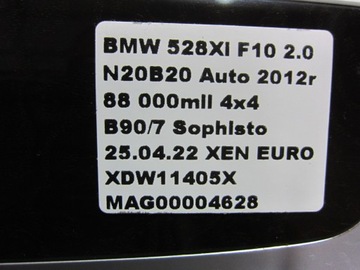 BMW 528Xi F10 2.0
N20B20 Auto 2012r
88 000mil 4x4
B90/7 Sophisto
25.04.22 XEN EURO
XDW11405X
MAG00004628